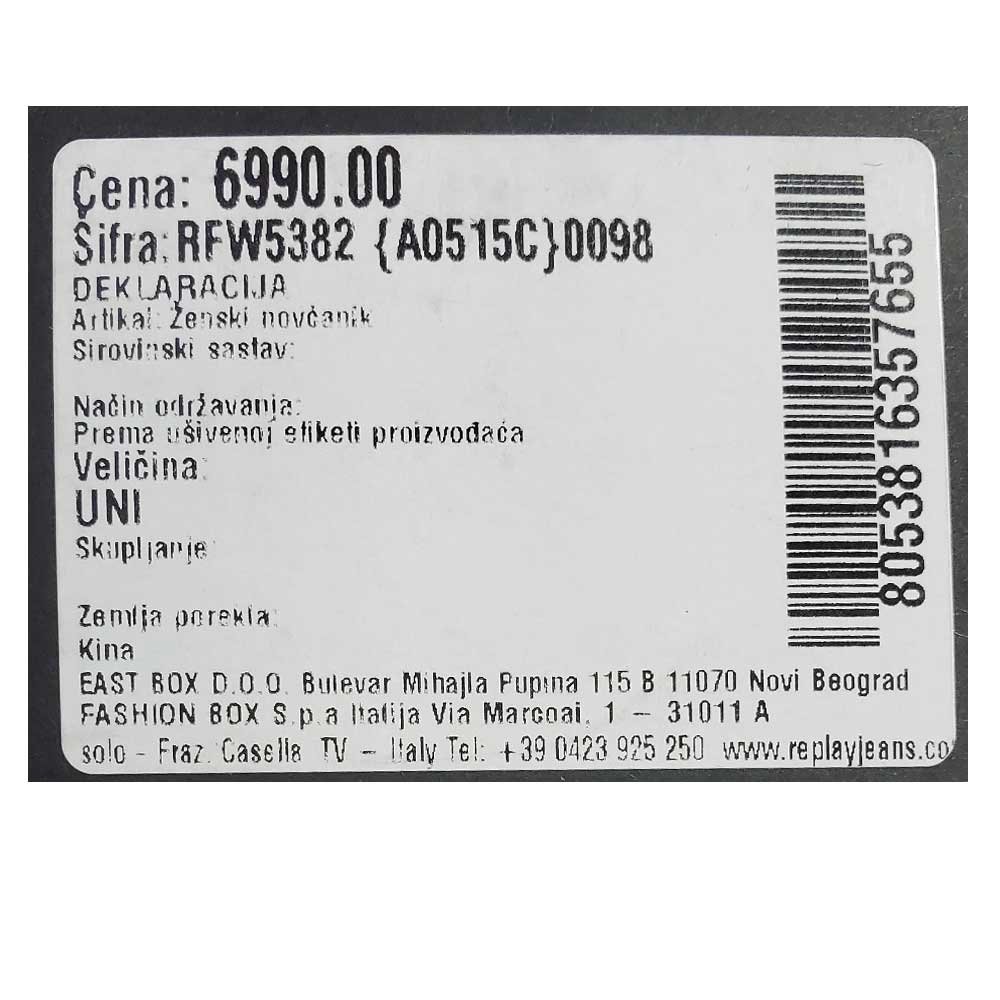 Cena: 6990.00
Šifra: RFW5382 {A0515C}0098
DEKLARACIJA
Artikal: Ženski novčanik
Sirovinski sastav:
Način održavanja:
Prema ušivenoj etiketi proizvođača
Veličina:
UNI
Skupljanje:
Zemlja porekla:
Kina
EAST BOX D.O.O. Bulevar Mihajla Pupina 115 B 11070 Novi Beograd
FASHION BOX S.p.a Italija Via Marcoai, 1 - 31011 A
solo - Fraz. Casella TV - Italy Tel: +39 0423 925 250 www.replayjeans.co
8053816357655